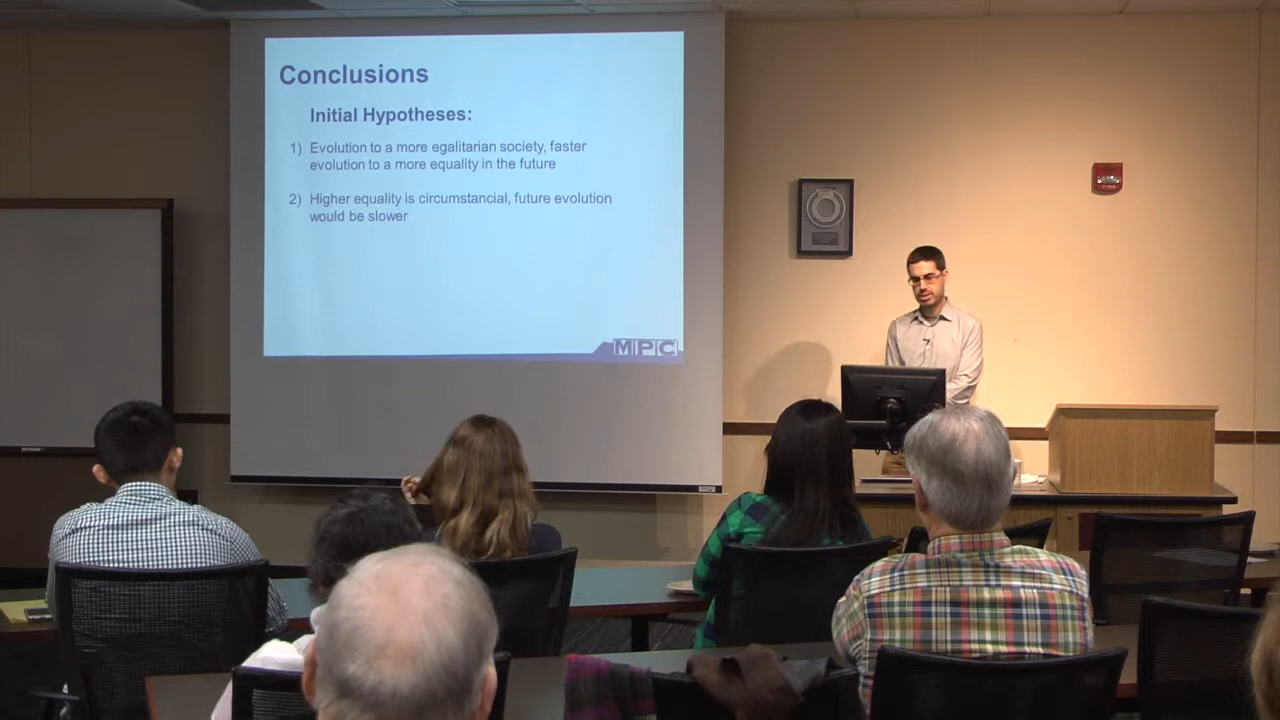 Conclusions
Initial Hypotheses:
1) Evolution to a more egalitarian society, faster
evolution to a more equality in the future
2) Higher equality is circumstancial, future evolution
would be slower
MPC